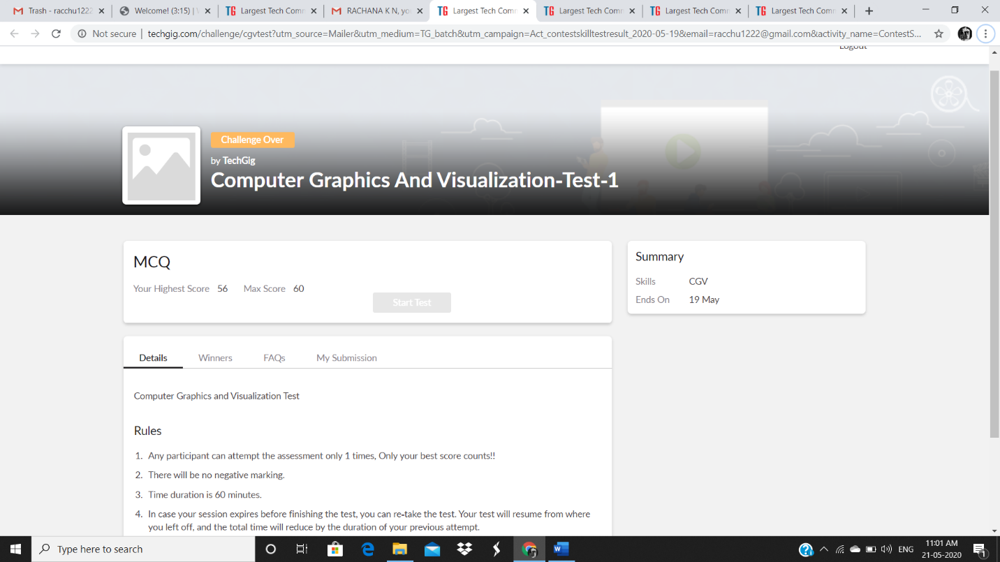 Trash - racchu1222
Welcome! (3:15) |
TG Largest Tech Comm
RACHANA K N, yo
TG Largest Tech Comm
TG Largest Tech Comm
TG Largest Tech Comm
TG Largest Tech Comm
Not secure | techgig.com/challenge/cgvtest?utm_source=Mailer&utm_medium=TG_batch&utm_campaign=Act_contestskilltestresult_2020-05-19&email=racchu1222@gmail.com&activity_name=ContestS...
Logout
Challenge Over
by TechGig
Computer Graphics And Visualization-Test-1
MCQ
Your Highest Score 56 Max Score 60
Start Test
Summary
Skills CGV
Ends On 19 May
Details Winners FAQs My Submission
Computer Graphics and Visualization Test
Rules
1. Any participant can attempt the assessment only 1 times, Only your best score counts!!
2. There will be no negative marking.
3. Time duration is 60 minutes.
4. In case your session expires before finishing the test, you can re-take the test. Your test will resume from where
you left off, and the total time will reduce by the duration of your previous attempt.
Type here to search
ENG
11:01 AM
21-05-2020
1